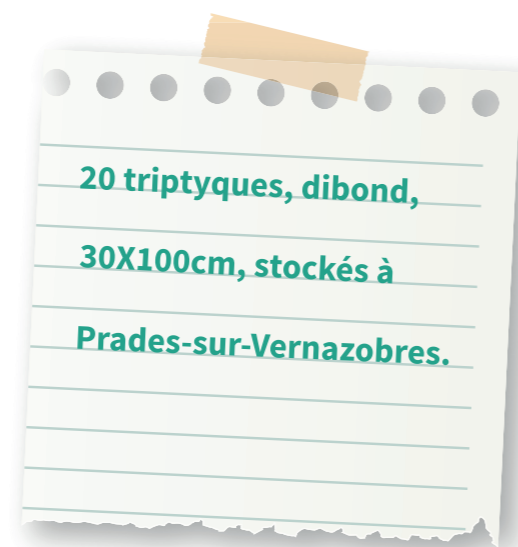 20 triptyques, dibond,
30X100cm, stockés à
Prades-sur-Vernazobres.